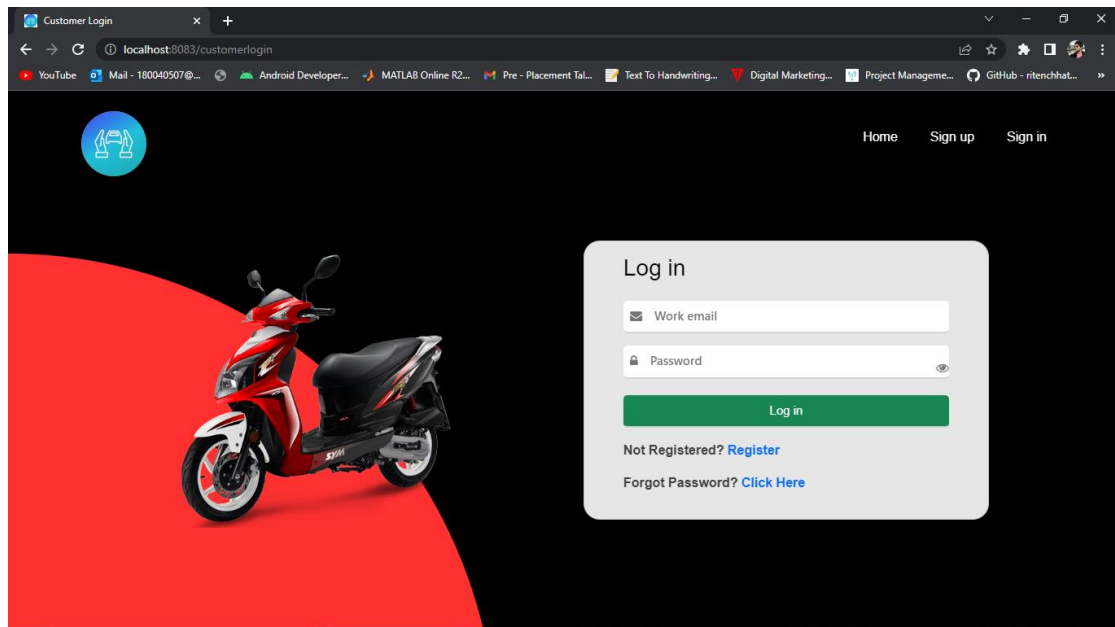 Customer Login
localhost:8083/customerlogin
YouTube Mail - 180040507@... Android Developer... MATLAB Online R2... Pre - Placement Tal... Text To Handwriting... Digital Marketing... Project Manageme... GitHub - ritenchhat...
Home Sign up Sign in
Log in
Work email
Password
Log in
Not Registered? Register
Forgot Password? Click Here
SYM